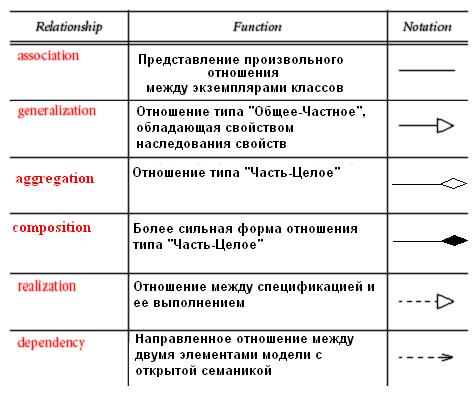 Relationship Function Notation
association
Представление произвольного
отношения
между экземплярами классов
generalization
Отношение типа "Общее-Частное",
обладающая свойством
наследования свойств
aggregation
Отношение типа "Часть-Целое"
composition
Более сильная форма отношения
типа "Часть-Целое"
realization
Отношение между спецификацией и
ее выполнением
dependency
Направленное отношение между
двумя элементами модели с
открытой семаникой